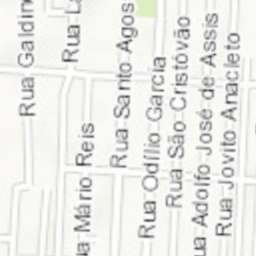 Rua Galdin
Rua L
Rua Santo Agos
Rua Mário Reis
Rua Odílio Garcia
Rua São Cristóvão
Rua Adolfo José de Assis
Rua Jovito Anacleto